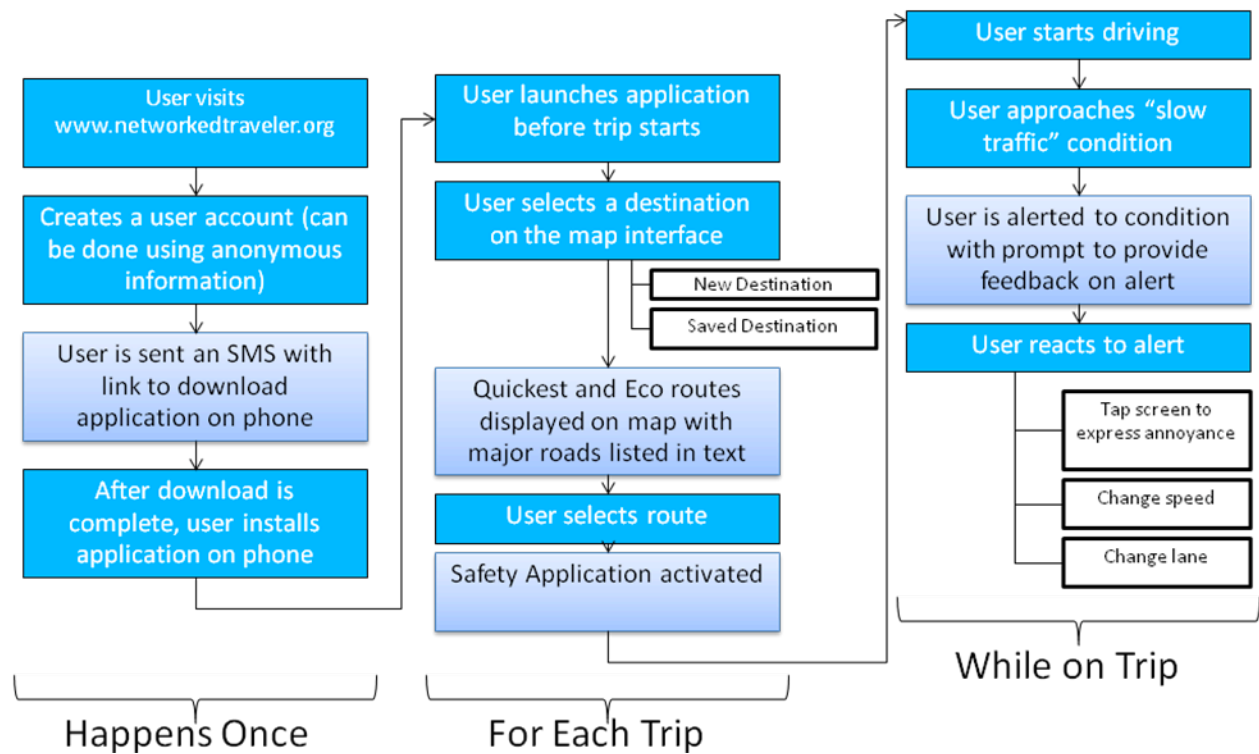 User visits
www.networkedtraveler.org
Creates a user account (can
be done using anonymous
information)
User is sent an SMS with
link to download
application on phone
After download is
complete, user installs
application on phone
Happens Once
User launches application
before trip starts
User selects a destination
on the map interface
New Destination
Saved Destination
Quickest and Eco routes
displayed on map with
major roads listed in text
User selects route
Safety Application activated
For Each Trip
User starts driving
User approaches “slow
traffic” condition
User is alerted to condition
with prompt to provide
feedback on alert
User reacts to alert
Tap screen to
express annoyance
Change speed
Change lane
While on Trip